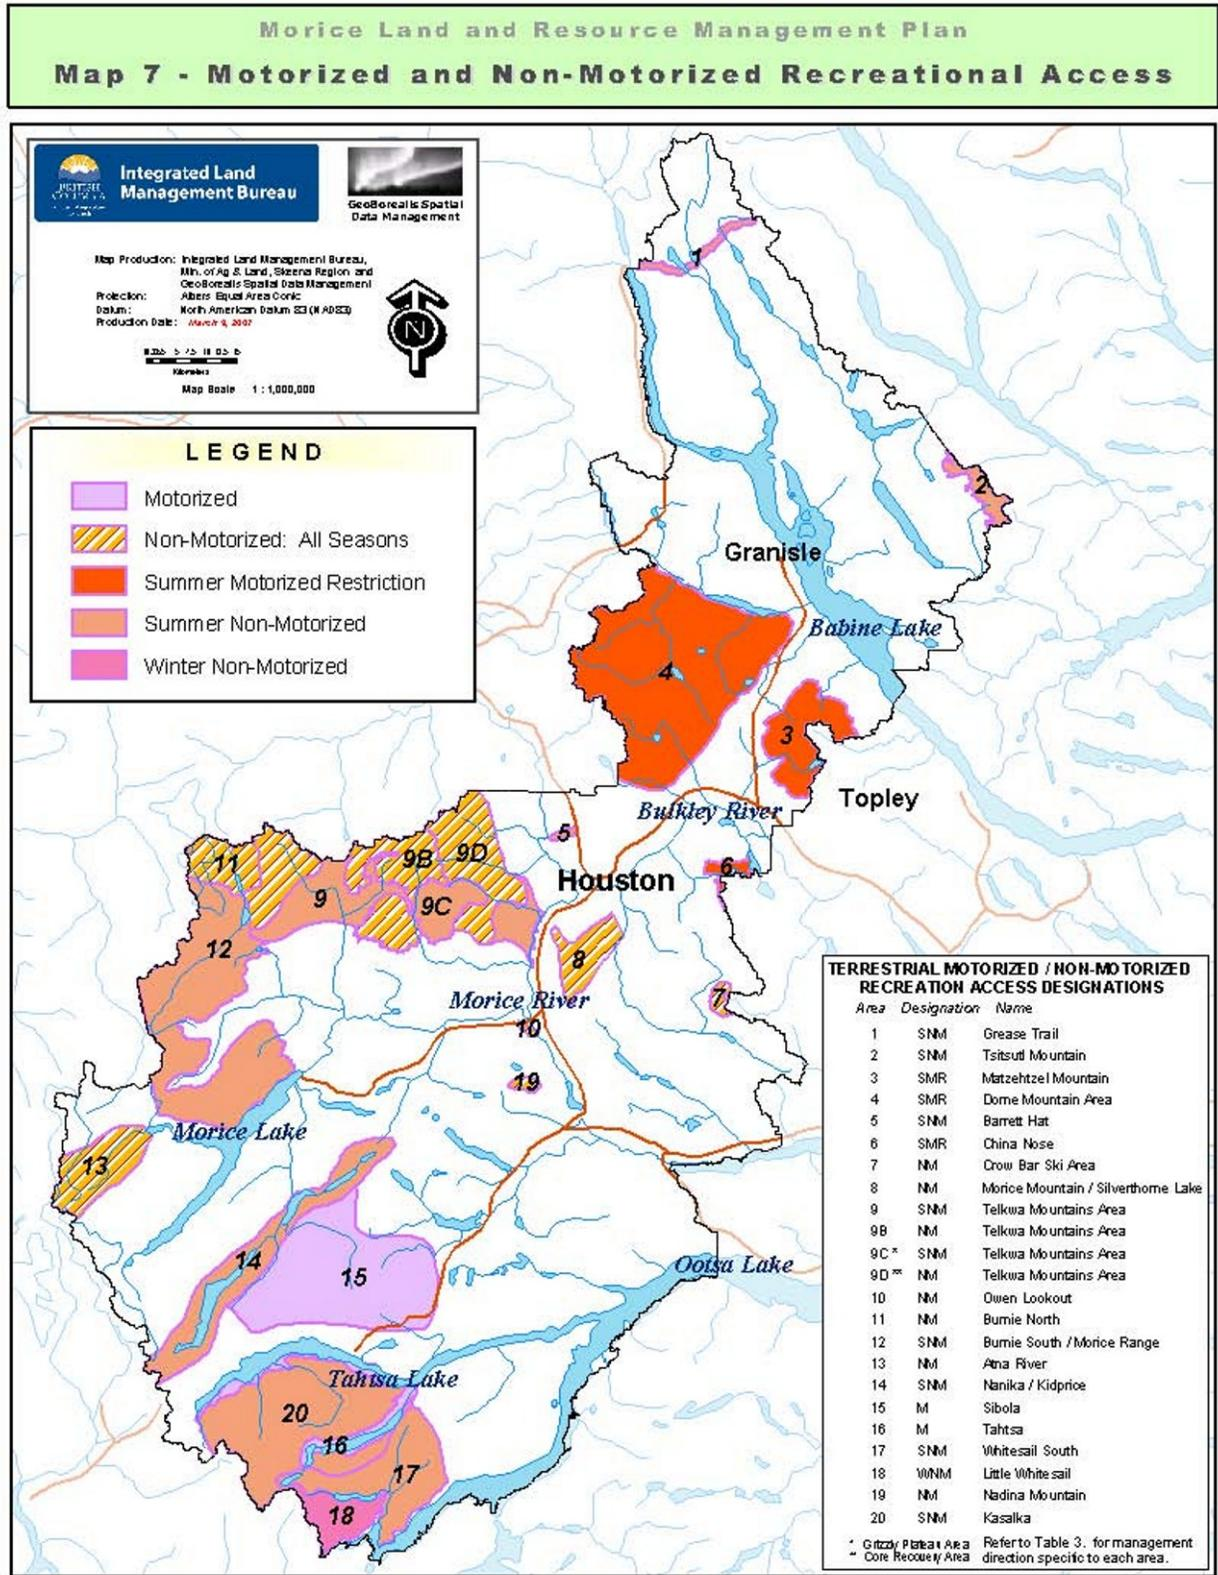 Morice Land and Resource Management Plan
Map 7 - Motorized and Non-Motorized Recreational Access
BRITISH
COLUMBIA
Integrated Land
Management Bureau
GeoBorealis Spatial
Data Management
Map Production: Integrated Land Management Bureau,
Min. of Ag & Land, Skeena Region and
GeoBorealis Spatial Data Management
Projection: Albers Equal Area Conic
Datum: North American Datum 83 (NAD83)
Production Date: March 9, 2007
N
Kilometers
Map Scale 1 : 1,000,000
LEGEND
Motorized
Non-Motorized: All Seasons
Summer Motorized Restriction
Summer Non-Motorized
Winter Non-Motorized
1
2
Granisle
Babine Lake
4
3
Topley
Bulkley River
5
6
11
9B
9D
Houston
9
9C
12
8
7
Morice River
10
19
Morice Lake
13
14
15
Ootsa Lake
Tahtsa Lake
20
16
17
18
TERRESTRIAL MOTORIZED / NON-MOTORIZED
RECREATION ACCESS DESIGNATIONS
Area Designation Name
1 SNM Grease Trail
2 SNM Tsitsutl Mountain
3 SMR Matzehtzel Mountain
4 SMR Dome Mountain Area
5 SNM Barrett Hat
6 SMR China Nose
7 NM Crow Bar Ski Area
8 NM Morice Mountain / Silverthorne Lake
9 SNM Telkwa Mountains Area
9B NM Telkwa Mountains Area
9C * SNM Telkwa Mountains Area
9D ** NM Telkwa Mountains Area
10 NM Owen Lookout
11 NM Burnie North
12 SNM Burnie South / Morice Range
13 NM Atna River
14 SNM Nanika / Kidprice
15 M Sibola
16 M Tahtsa
17 SNM Whitesail South
18 WNM Little Whitesail
19 NM Nadina Mountain
20 SNM Kasalka
* Grizzly Plateau Area Refer to Table 3. for management
** Core Recovery Area direction specific to each area.